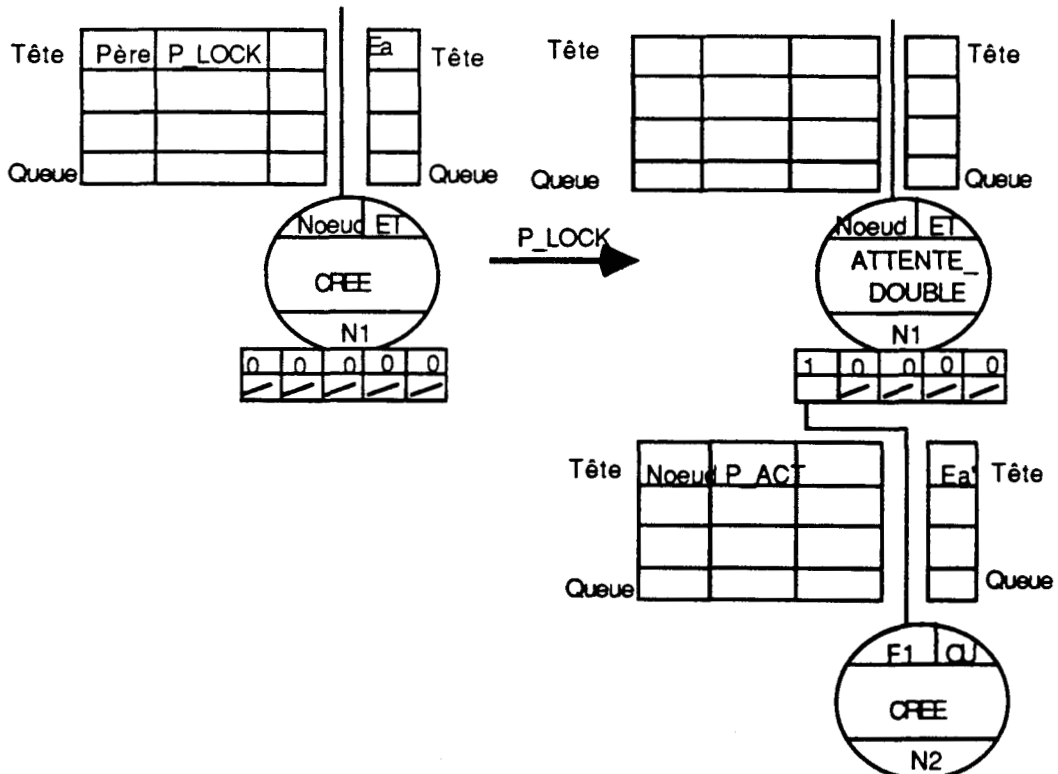 Tête Père P_LOCK Ea Tête
Queue Queue
Noeud ET
CREE
N1
0 0 0 0 0
P_LOCK
Tête Tête
Queue Queue
Noeud ET
ATTENTE_
DOUBLE
N1
1 0 0 0 0
Tête Noeud P_ACT Ea' Tête
Queue Queue
F1 OU
CREE
N2